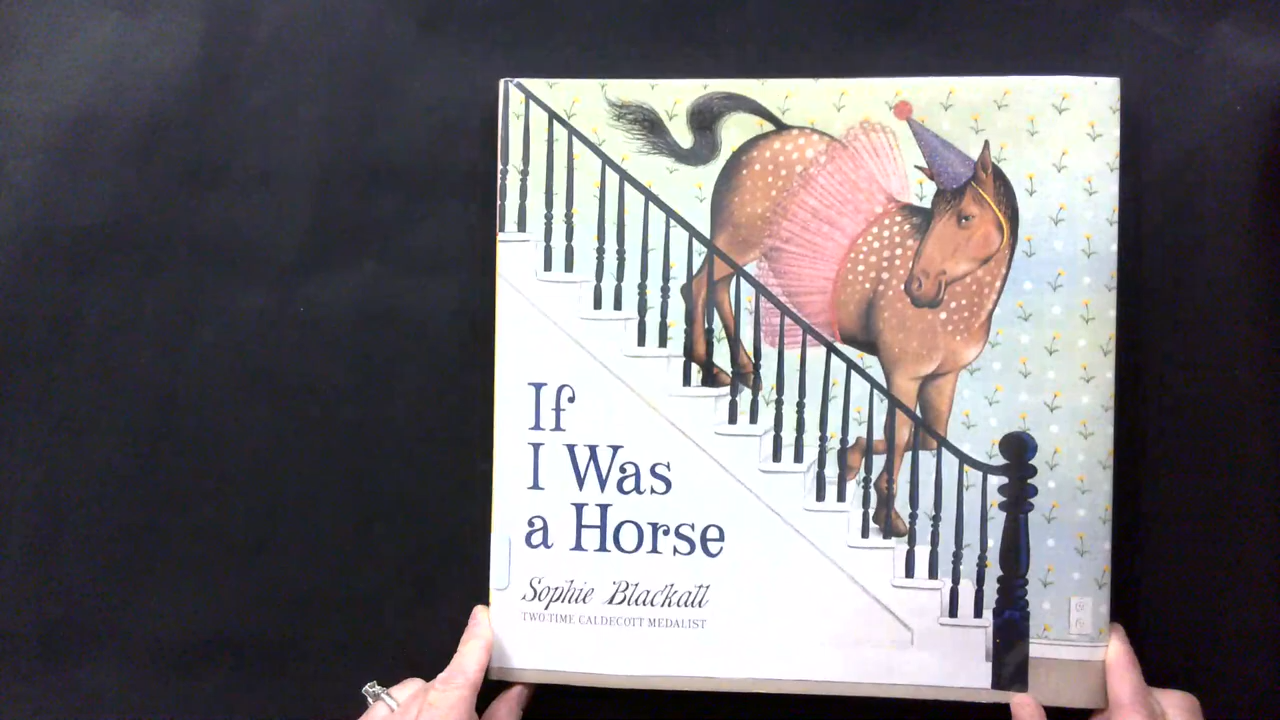 If
I Was
a Horse
Sophie Blackall
TWO-TIME CALDECOTT MEDALIST